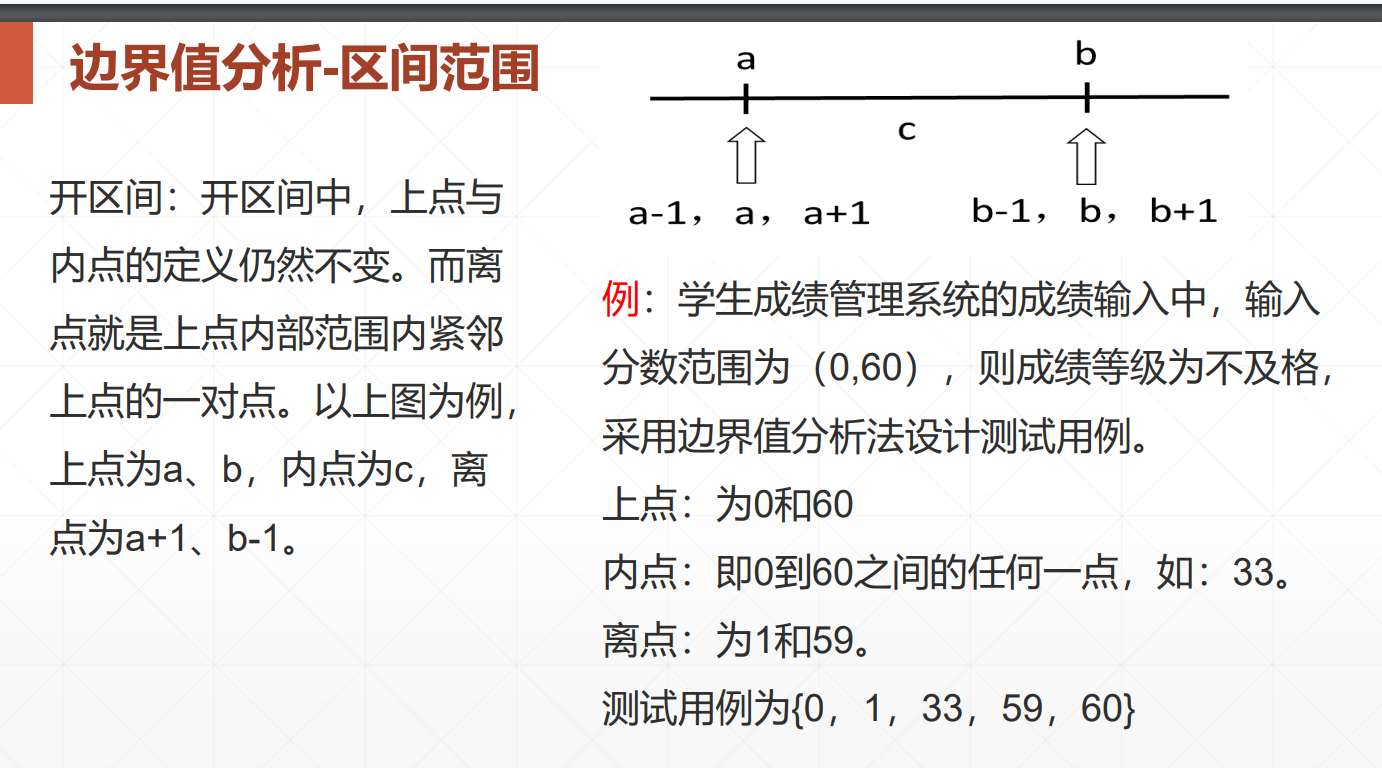 边界值分析-区间范围
开区间：开区间中，上点与
内点的定义仍然不变。而离
点就是上点内部范围内紧邻
上点的一对点。以上图为例，
上点为a、b，内点为c，离
点为a+1、b-1。
a
b
c
a-1， a， a+1
b-1， b， b+1
例：学生成绩管理系统的成绩输入中，输入
分数范围为（0,60），则成绩等级为不及格，
采用边界值分析法设计测试用例。
上点：为0和60
内点：即0到60之间的任何一点，如：33。
离点：为1和59。
测试用例为{0，1，33，59，60}